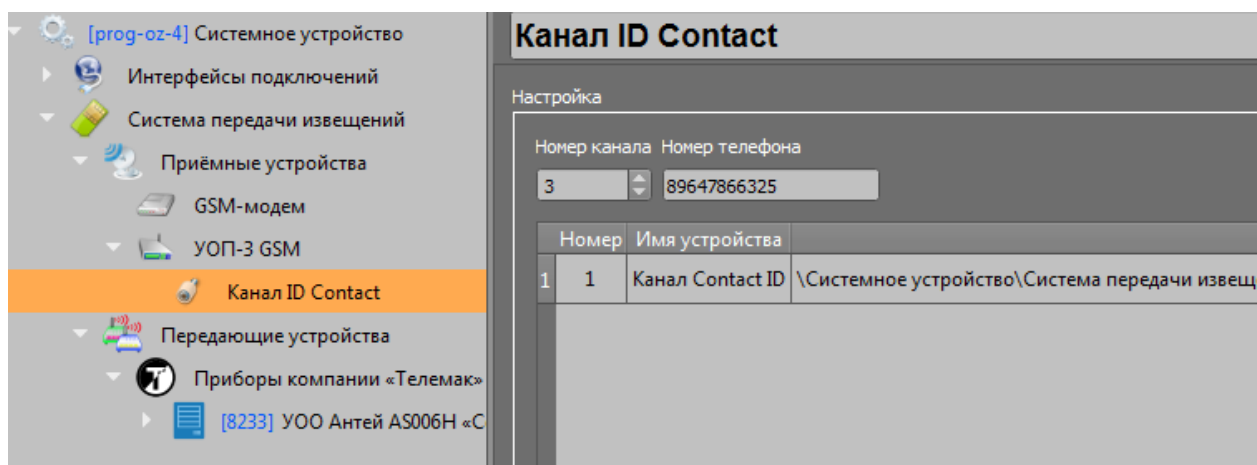 [prog-oz-4] Системное устройство
Интерфейсы подключений
Система передачи извещений
Приёмные устройства
GSM-модем
УОП-3 GSM
Канал ID Contact
Передающие устройства
Приборы компании «Телемак»
[8233] УОО Антей AS006H «С
Канал ID Contact
Настройка
Номер канала Номер телефона
3 89647866325
Номер Имя устройства
1 1 Канал Contact ID \Системное устройство\Система передачи извещ